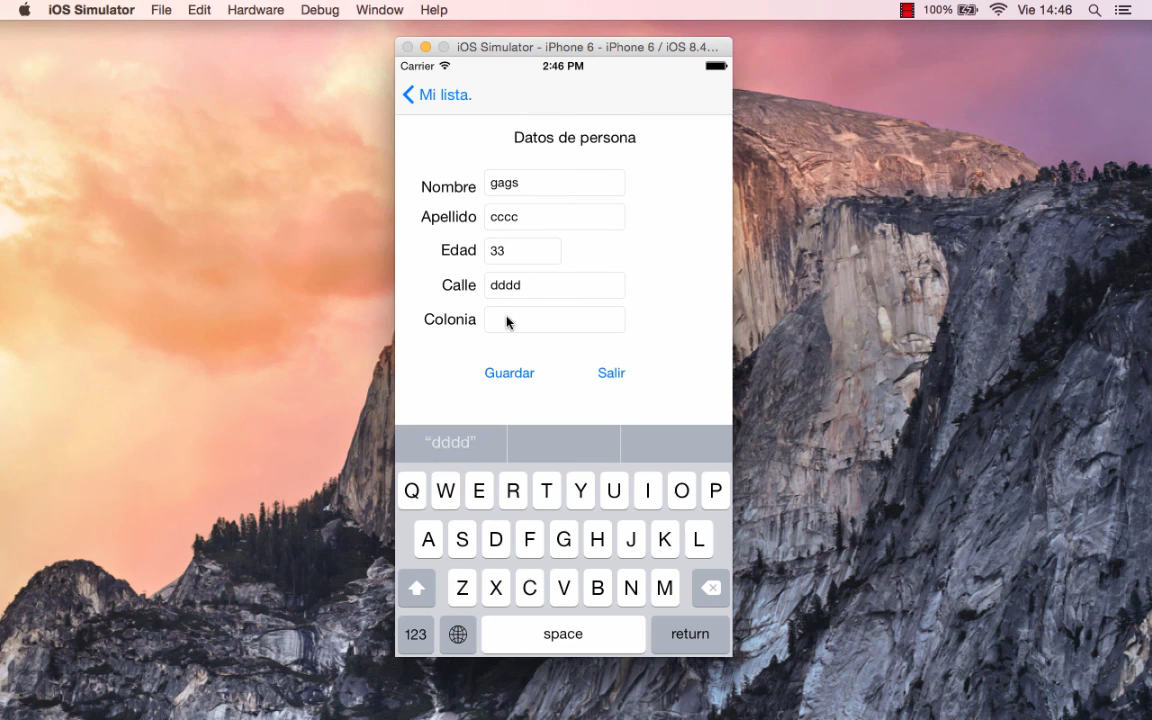 iOS Simulator File Edit Hardware Debug Window Help 100% Vie 14:46
iOS Simulator - iPhone 6 - iPhone 6 / iOS 8.4...
Carrier 2:46 PM
Mi lista.
Datos de persona
Nombre gags
Apellido cccc
Edad 33
Calle dddd
Colonia
Guardar Salir
“dddd”
Q W E R T Y U I O P
A S D F G H J K L
Z X C V B N M
123 space return